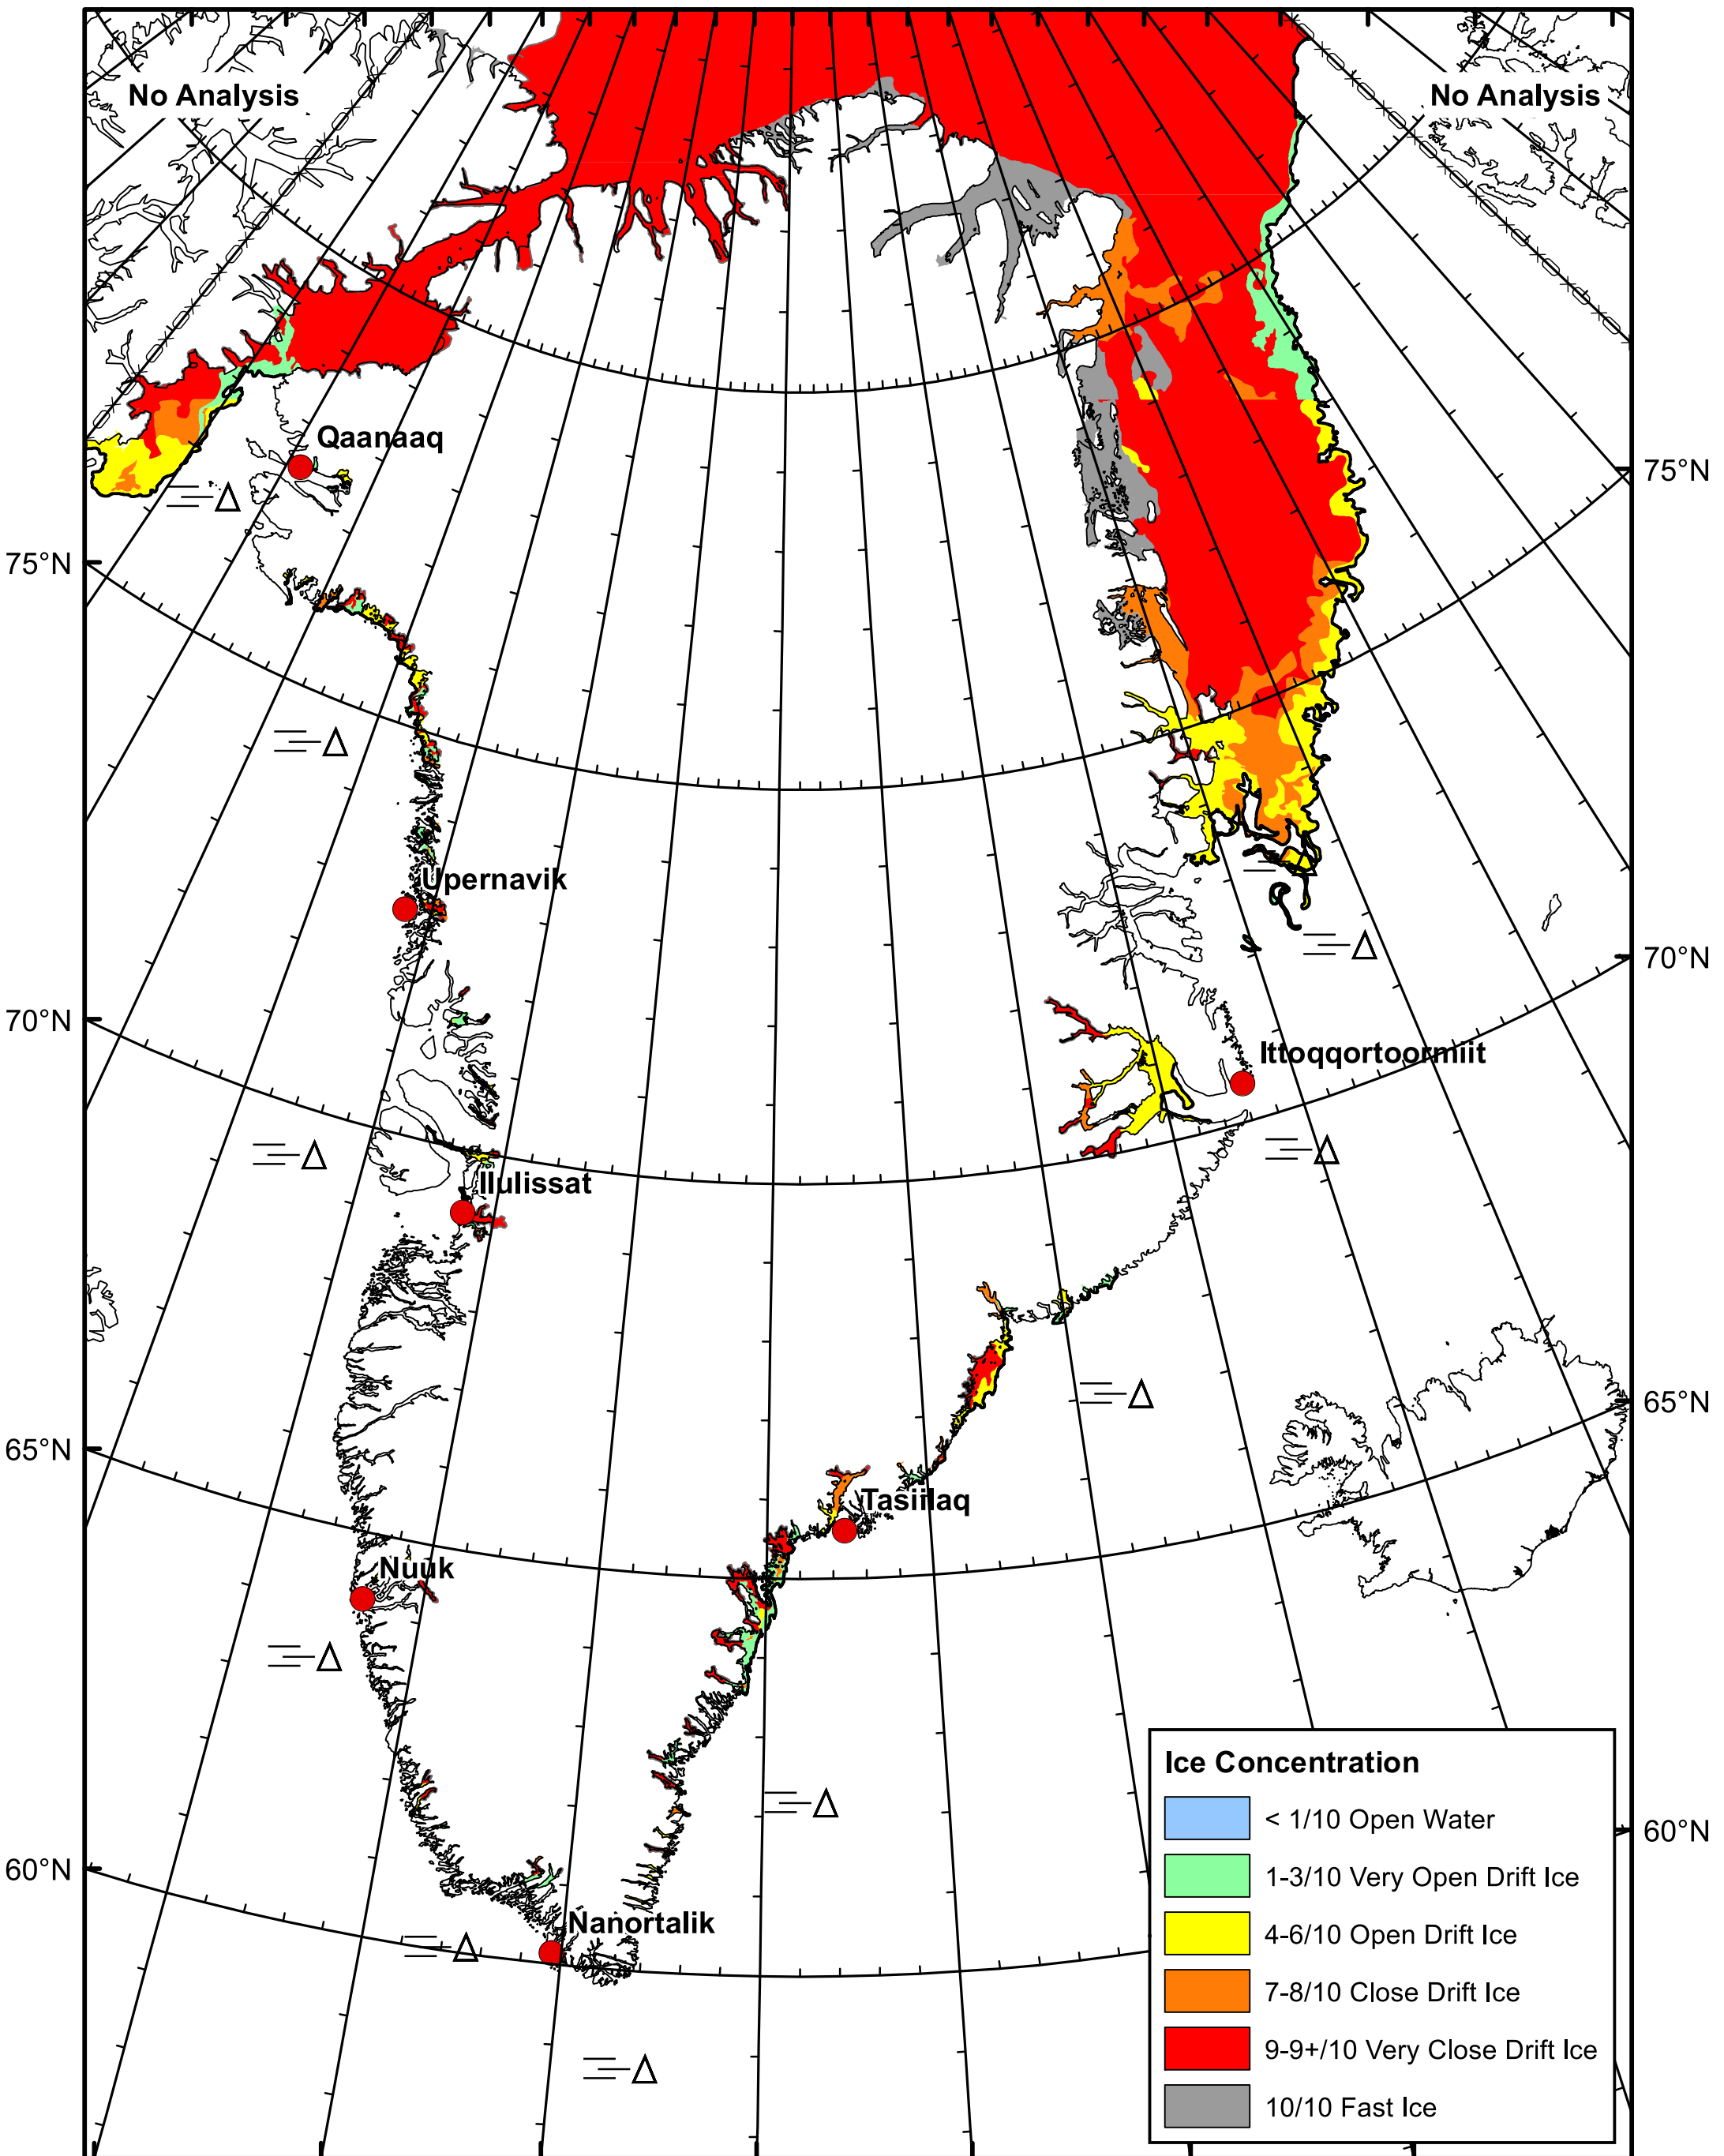 No Analysis
No Analysis
Qaanaaq
75°N
75°N
Upernavik
70°N
70°N
Ittoqqortoormiit
Ilulissat
65°N
65°N
Tasiilaq
Nuuk
Ice Concentration
< 1/10 Open Water
60°N
60°N
1-3/10 Very Open Drift Ice
Nanortalik
4-6/10 Open Drift Ice
7-8/10 Close Drift Ice
9-9+/10 Very Close Drift Ice
10/10 Fast Ice